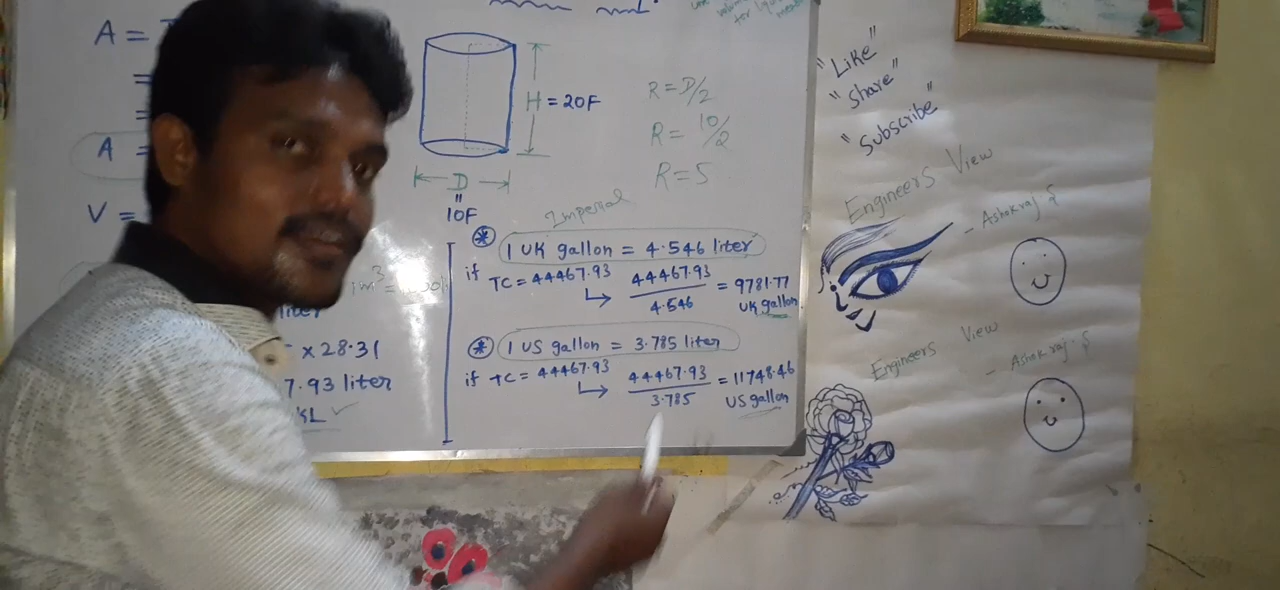 A =
=
=
A =
V =
H = 20F
D
=
10F
R = D/2
R = 10/2
R = 5
Imperial
1 UK gallon = 4.546 liter
if TC = 44467.93
44467.93
4.546
= 9781.77
UK gallon
1 US gallon = 3.785 liter
if TC = 44467.93
44467.93
3.785
= 11748.46
US gallon
1m³ =
liter
x 28.31
7.93 liter
KL ✓
"Like"
"Share"
"Subscribe"
Engineers View
- Ashokraj
Engineers View
- Ashok raj.